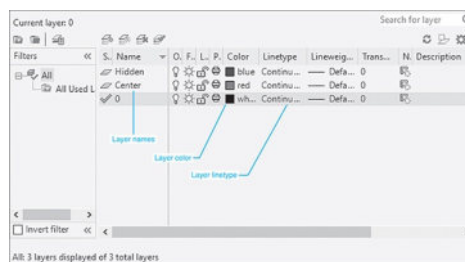 Current layer: 0
Search for layer
Filters « S.. Name O. F.. L.. P. Color Linetype Lineweig... Trans... N. Description
All
All Used L
Hidden blue Continu... Defa... 0
Center red Continu... Defa... 0
0 wh... Continu... Defa... 0
Layer names
Layer color
Layer linetype
< >
Invert filter « <
All: 3 layers displayed of 3 total layers